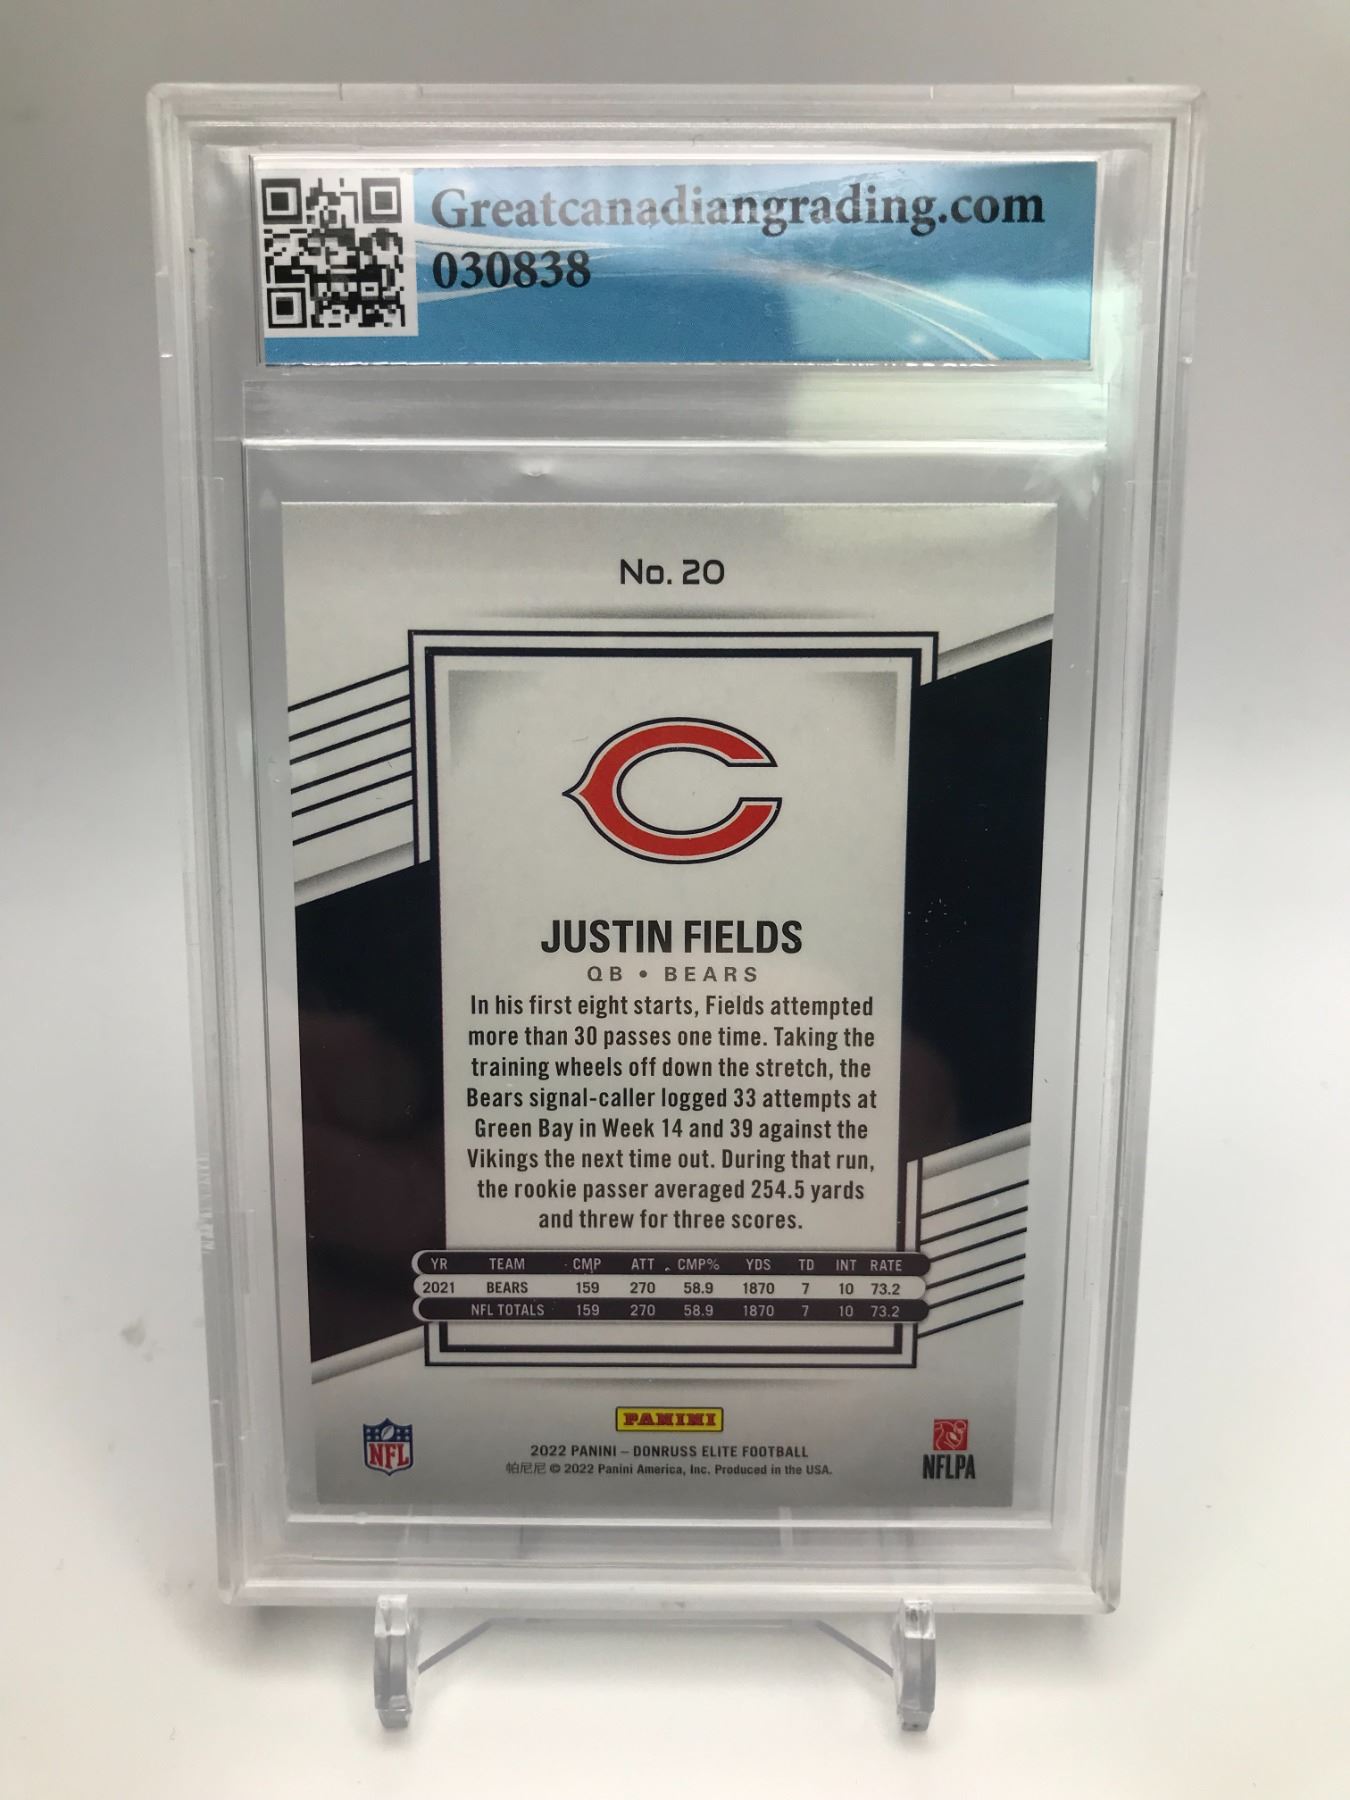 Greatcanadiangrading.com
030838
No. 20
JUSTIN FIELDS
QB • BEARS
In his first eight starts, Fields attempted
more than 30 passes one time. Taking the
training wheels off down the stretch, the
Bears signal-caller logged 33 attempts at
Green Bay in Week 14 and 39 against the
Vikings the next time out. During that run,
the rookie passer averaged 254.5 yards
and threw for three scores.
YR TEAM CMP ATT CMP% YDS TD INT RATE
2021 BEARS 159 270 58.9 1870 7 10 73.2
NFL TOTALS 159 270 58.9 1870 7 10 73.2
PANINI
NFL
2022 PANINI – DONRUSS ELITE FOOTBALL
帕尼尼 © 2022 Panini America, Inc. Produced in the USA.
NFLPA